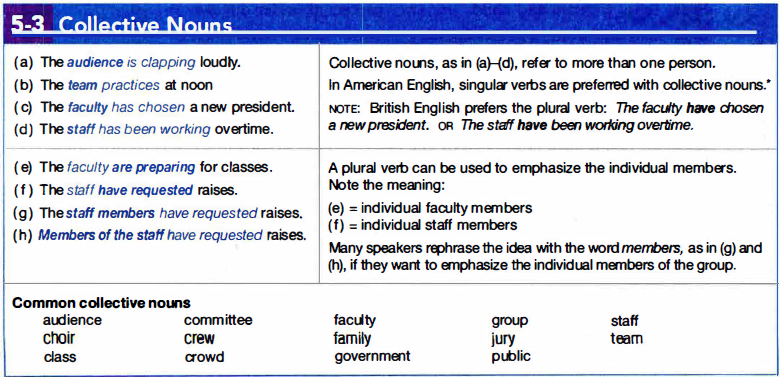 5-3 Collective Nouns
(a) The audience is clapping loudly.
(b) The team practices at noon
(c) The faculty has chosen a new president.
(d) The staff has been working overtime.
Collective nouns, as in (a)–(d), refer to more than one person.
In American English, singular verbs are preferred with collective nouns.*
NOTE: British English prefers the plural verb: The faculty have chosen
a new president. OR The staff have been working overtime.
(e) The faculty are preparing for classes.
(f) The staff have requested raises.
(g) The staff members have requested raises.
(h) Members of the staff have requested raises.
A plural verb can be used to emphasize the individual members.
Note the meaning:
(e) = individual faculty members
(f) = individual staff members
Many speakers rephrase the idea with the word members, as in (g) and
(h), if they want to emphasize the individual members of the group.
Common collective nouns
audience committee faculty group staff
choir crew family jury team
class crowd government public